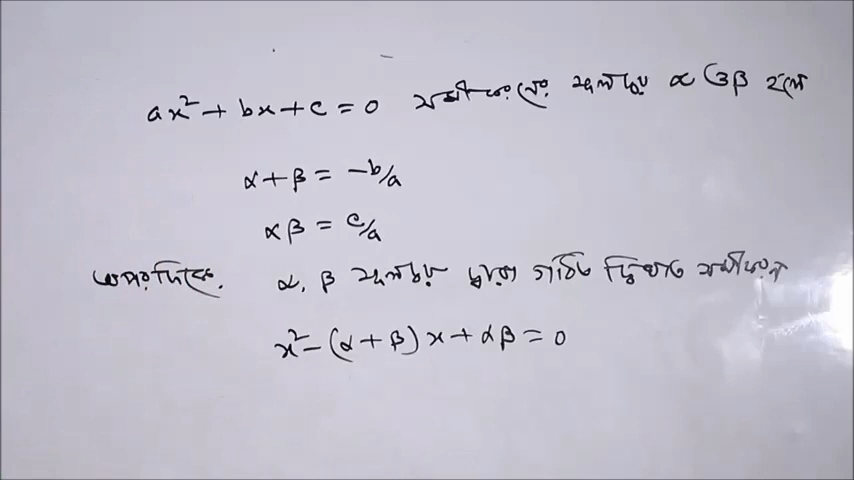 ax² + bx + c = 0 সমীকরণের মূলদ্বয় α ও β হলে
α + β = -b/a
αβ = c/a
অপরদিকে, α, β মূলদ্বয় দ্বারা গঠিত দ্বিঘাত সমীকরণ
x² - (α + β) x + αβ = 0